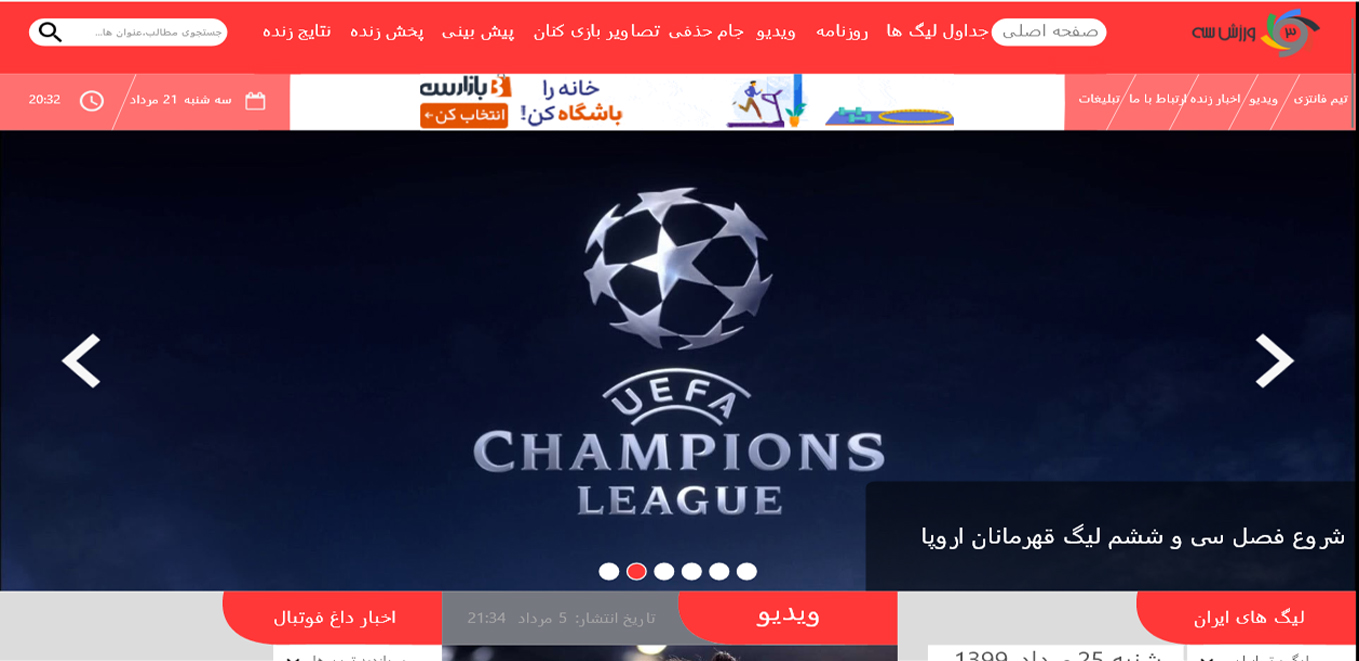 ۳ ورزش سه
صفحه اصلی
جداول لیگ ها
روزنامه
ویدیو
جام حذفی
تصاویر بازی کنان
پیش بینی
پخش زنده
نتایج زنده
جستجوی مطالب،عنوان ها...
تیم فانتزی
ویدیو
اخبار زنده
ارتباط با ما
تبلیغات
خانه را
باشگاه کن!
بازارسه
انتخاب کن
سه شنبه 21 مرداد
20:32
UEFA
CHAMPIONS
LEAGUE
شروع فصل سی و ششم لیگ قهرمانان اروپا
لیگ های ایران
ویدیو
تاریخ انتشار: 5 مرداد 21:34
اخبار داغ فوتبال
شنبه 25 مرداد 1399